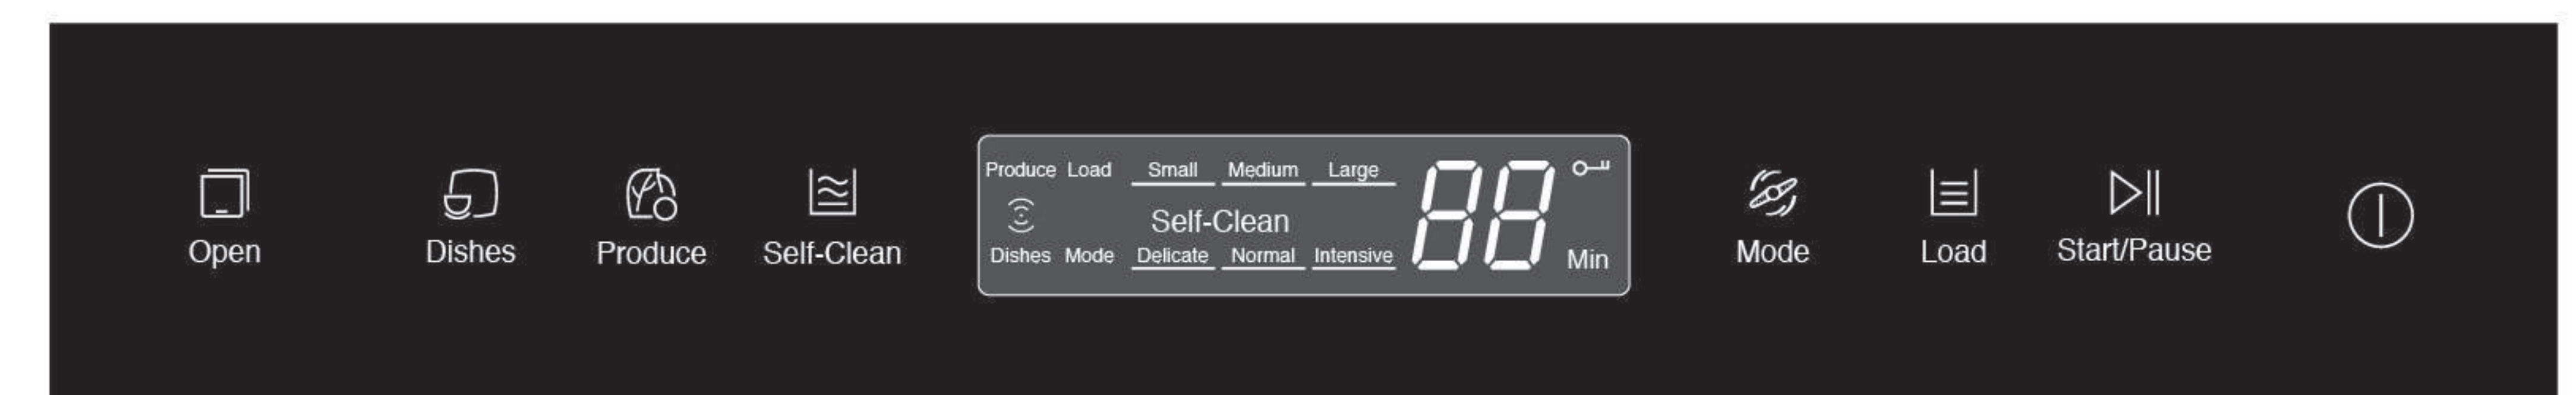 Open
Dishes
Produce
Self-Clean
Produce Load Small Medium Large
Self-Clean
Dishes Mode Delicate Normal Intensive
88
Min
Mode
Load
Start/Pause